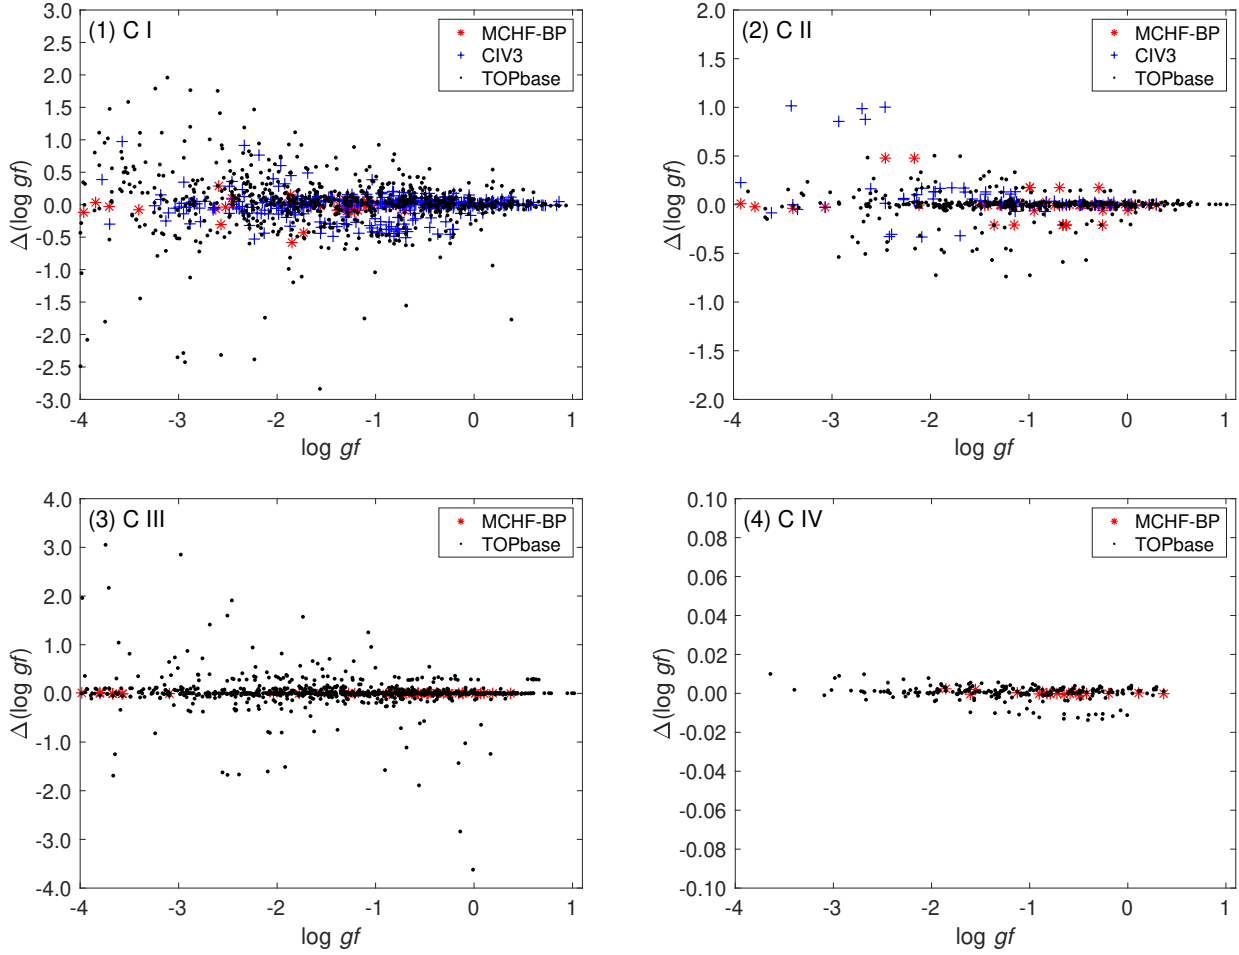 (1) C I
MCHF-BP
CIV3
TOPbase
3.0
2.5
2.0
1.5
1.0
0.5
0.0
-0.5
-1.0
-1.5
-2.0
-2.5
-3.0
Δ(log gf)
-4 -3 -2 -1 0 1
log gf
(2) C II
MCHF-BP
CIV3
TOPbase
2.0
1.5
1.0
0.5
0.0
-0.5
-1.0
-1.5
-2.0
Δ(log gf)
-4 -3 -2 -1 0 1
log gf
(3) C III
MCHF-BP
TOPbase
4.0
3.0
2.0
1.0
0.0
-1.0
-2.0
-3.0
-4.0
Δ(log gf)
-4 -3 -2 -1 0 1
log gf
(4) C IV
MCHF-BP
TOPbase
0.10
0.08
0.06
0.04
0.02
0.00
-0.02
-0.04
-0.06
-0.08
-0.10
Δ(log gf)
-4 -3 -2 -1 0 1
log gf